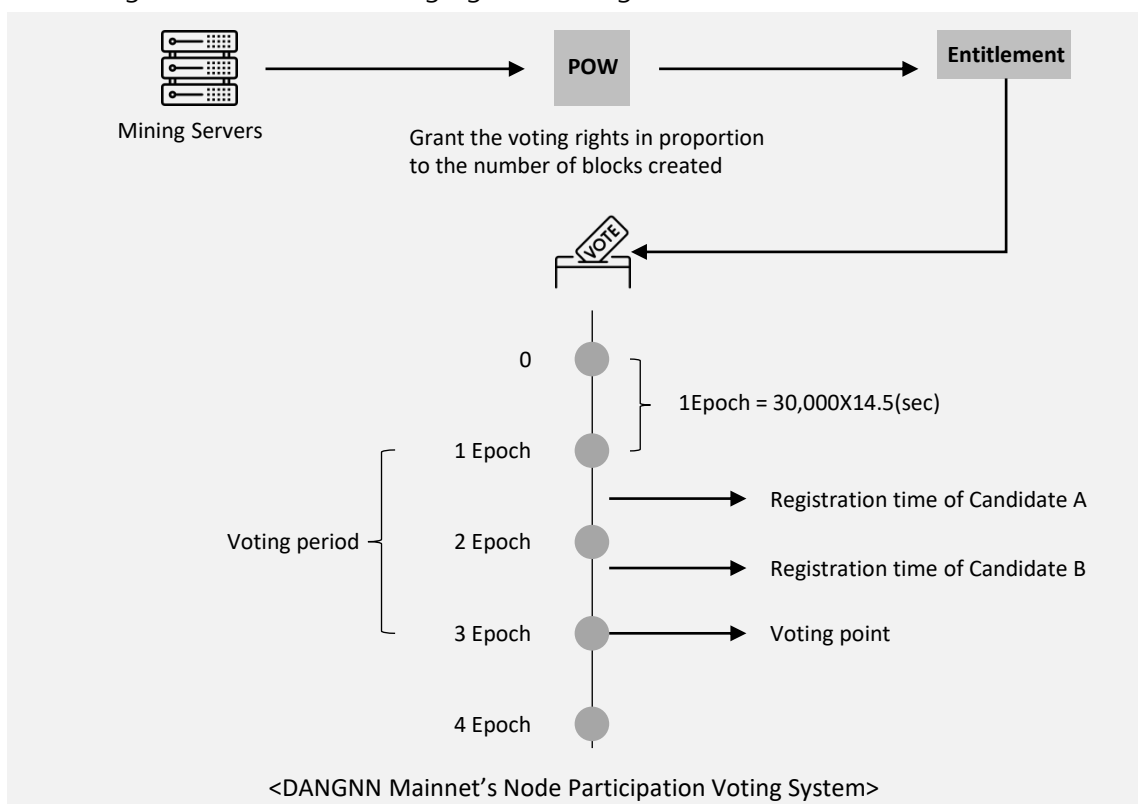 POW
Entitlement
Mining Servers
Grant the voting rights in proportion
to the number of blocks created
VOTE
0
1Epoch = 30,000X14.5(sec)
1 Epoch
Registration time of Candidate A
Voting period
2 Epoch
Registration time of Candidate B
3 Epoch
Voting point
4 Epoch
<DANGNN Mainnet's Node Participation Voting System>